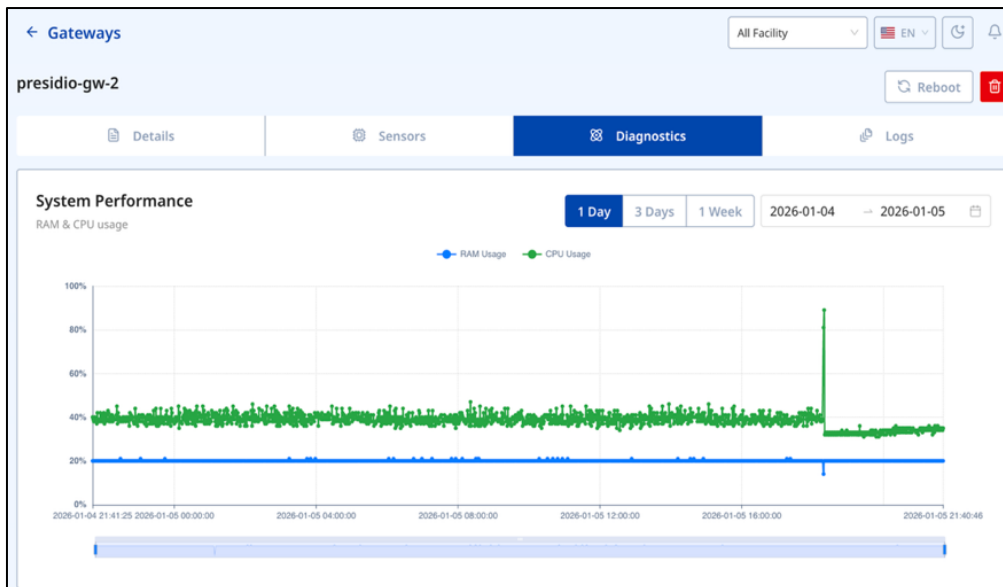 ← Gateways
All Facility
EN
presidio-gw-2
Reboot
Details
Sensors
Diagnostics
Logs
System Performance
RAM & CPU usage
1 Day
3 Days
1 Week
2026-01-04 → 2026-01-05
RAM Usage
CPU Usage
100%
80%
60%
40%
20%
0%
2026-01-04 21:41:25
2026-01-05 00:00:00
2026-01-05 04:00:00
2026-01-05 08:00:00
2026-01-05 12:00:00
2026-01-05 16:00:00
2026-01-05 21:40:46